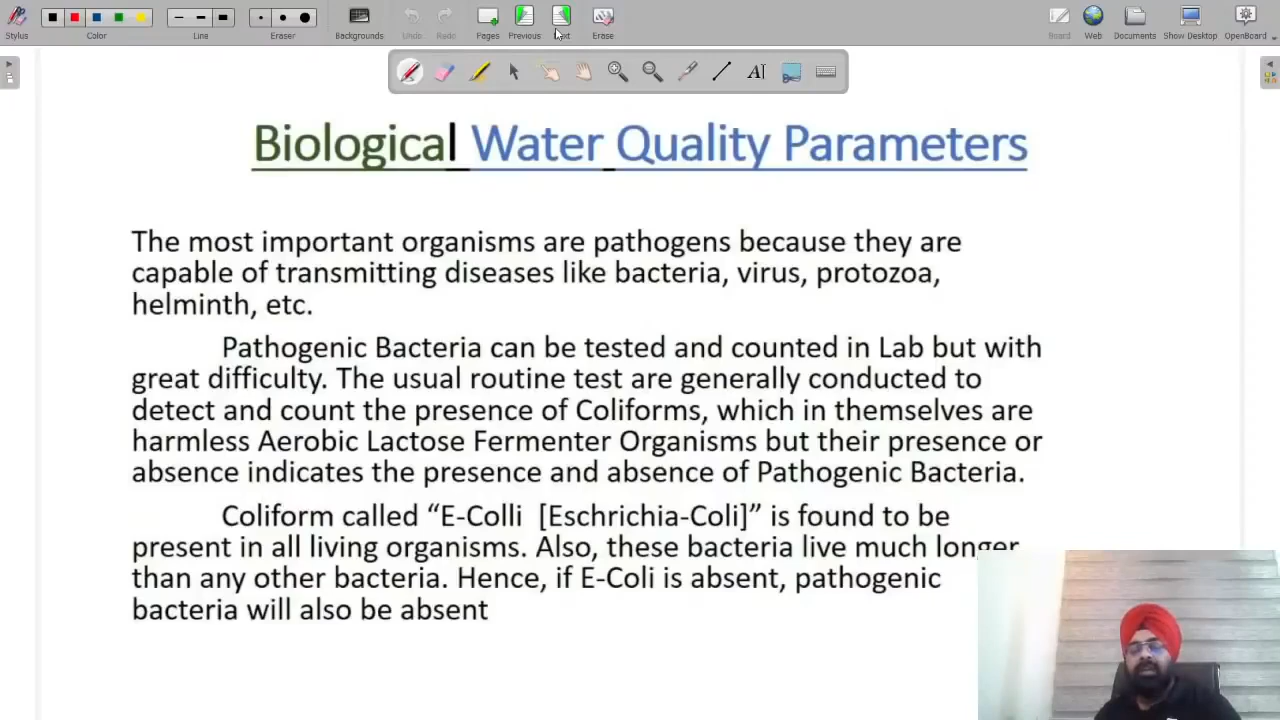 Stylus
Color
Line
Eraser
Backgrounds
Undo
Redo
Pages
Previous
Erase
Board
Web
Documents
Show Desktop
OpenBoard
Biological Water Quality Parameters
The most important organisms are pathogens because they are
capable of transmitting diseases like bacteria, virus, protozoa,
helminth, etc.
Pathogenic Bacteria can be tested and counted in Lab but with
great difficulty. The usual routine test are generally conducted to
detect and count the presence of Coliforms, which in themselves are
harmless Aerobic Lactose Fermenter Organisms but their presence or
absence indicates the presence and absence of Pathogenic Bacteria.
Coliform called “E-Colli [Eschrichia-Coli]” is found to be
present in all living organisms. Also, these bacteria live much longer
than any other bacteria. Hence, if E-Coli is absent, pathogenic
bacteria will also be absent